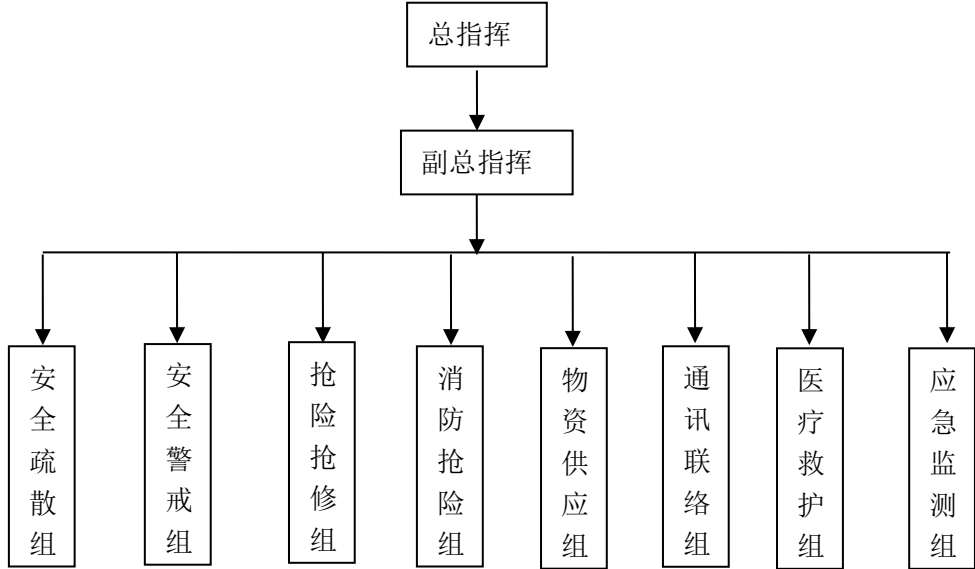 总指挥
副总指挥
安全疏散组
安全警戒组
抢险抢修组
消防抢险组
物资供应组
通讯联络组
医疗救护组
应急监测组